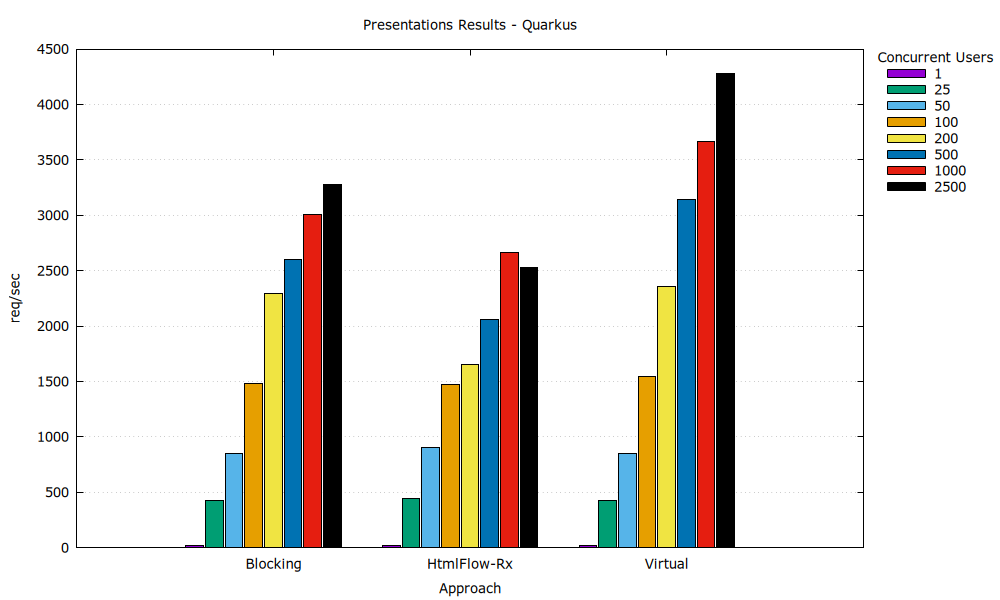 Presentations Results - Quarkus
4500
4000
3500
3000
2500
2000
1500
1000
500
0
req/sec
Blocking
HtmlFlow-Rx
Virtual
Approach
Concurrent Users
1
25
50
100
200
500
1000
2500